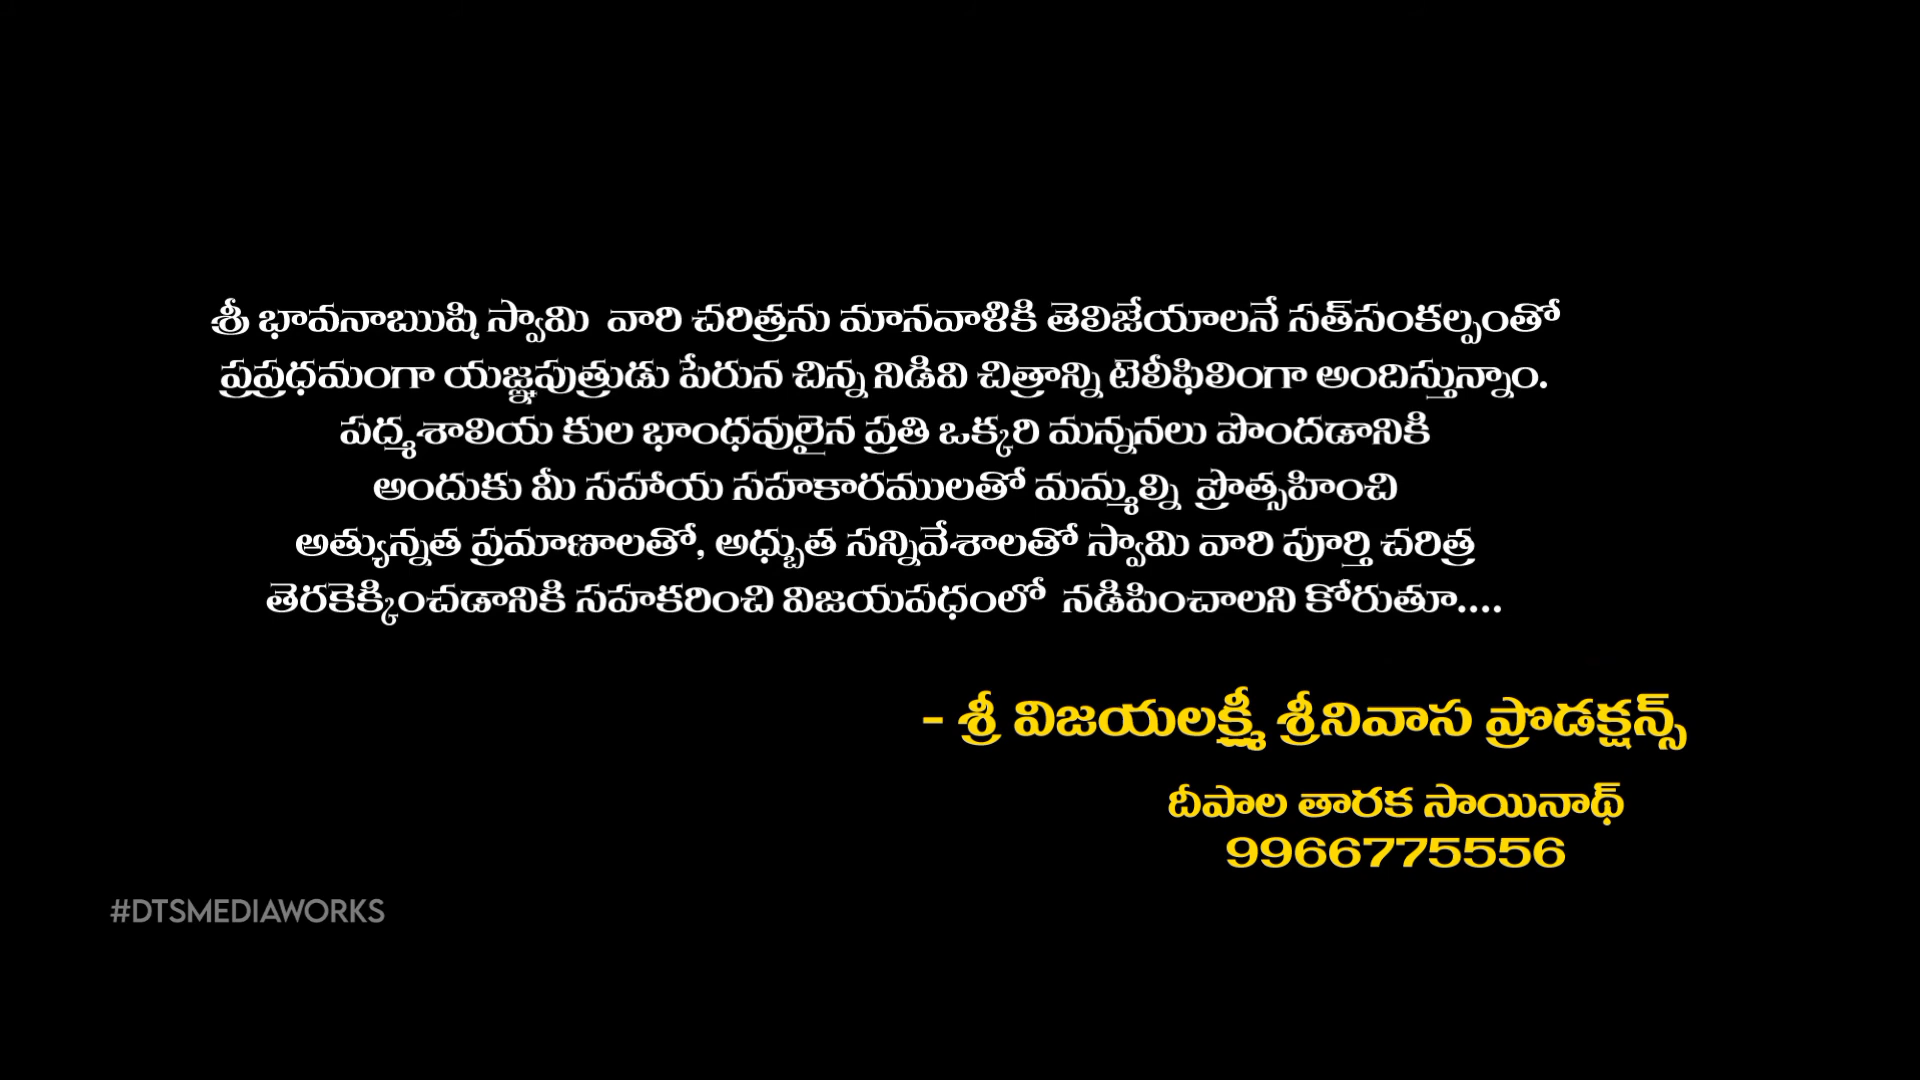 శ్రీ భావనాఋషి స్వామి వారి చరిత్రను మానవాళికి తెలిజేయాలనే సత్‌సంకల్పంతో
ప్రప్రధమంగా యజ్ఞపుత్రుడు పేరున చిన్న నిడివి చిత్రాన్ని టెలీఫిలింగా అందిస్తున్నాం.
పద్మశాలియ కుల భాంధవులైన ప్రతి ఒక్కరి మన్ననలు పొందడానికి
అందుకు మీ సహాయ సహకారములతో మమ్మల్ని ప్రొత్సహించి
అత్యున్నత ప్రమాణాలతో, అధ్బుత సన్నివేశాలతో స్వామి వారి పూర్తి చరిత్ర
తెరకెక్కించడానికి సహకరించి విజయపధంలో నడిపించాలని కోరుతూ....
- శ్రీ విజయలక్ష్మీ శ్రీనివాస ప్రొడక్షన్స్
దీపాల తారక సాయినాథ్
9966775556
#DTSMEDIAWORKS